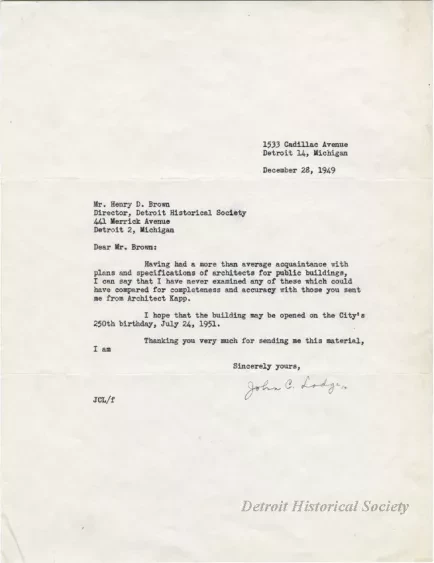 1533 Cadillac Avenue
Detroit 14, Michigan
December 28, 1949
Mr. Henry D. Brown
Director, Detroit Historical Society
441 Merrick Avenue
Detroit 2, Michigan
Dear Mr. Brown:
Having had a more than average acquaintance with
plans and specifications of architects for public buildings,
I can say that I have never examined any of these which could
have compared for completeness and accuracy with those you sent
me from Architect Kapp.
I hope that the building may be opened on the City's
250th birthday, July 24, 1951.
Thanking you very much for sending me this material,
I am
Sincerely yours,
John C. Lodge
JCL/f
Detroit Historical Society